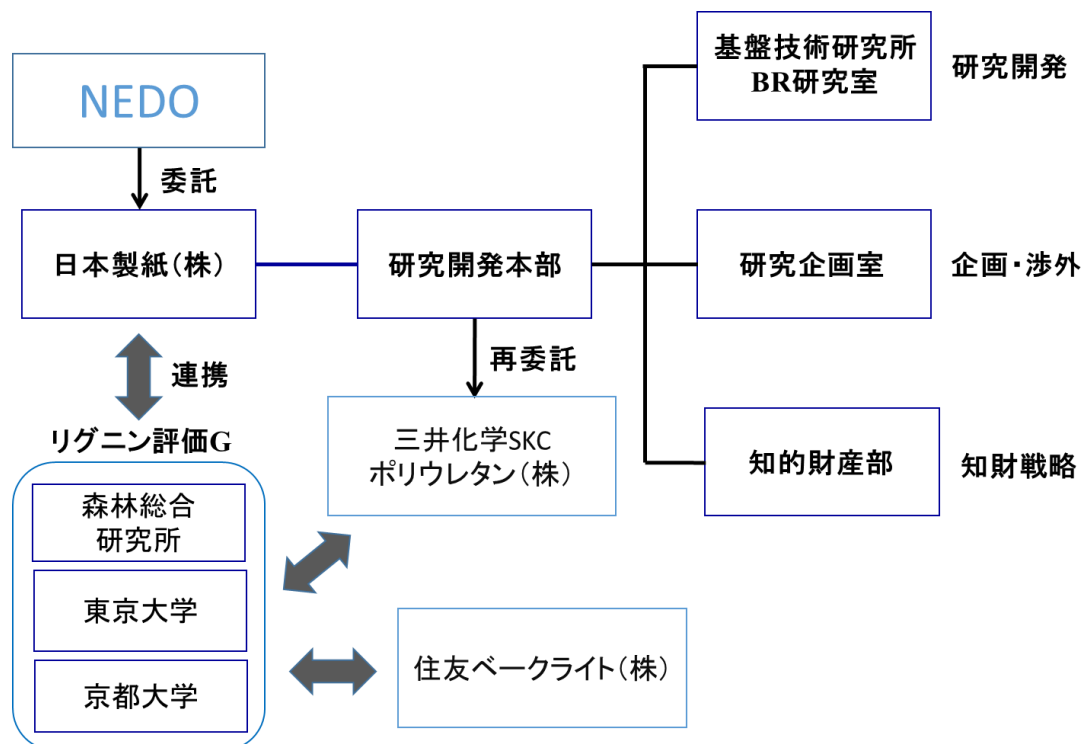 NEDO
委託
日本製紙(株)
研究開発本部
基盤技術研究所
BR研究室
研究開発
研究企画室
企画・渉外
知的財産部
知財戦略
再委託
三井化学SKC
ポリウレタン(株)
連携
リグニン評価G
森林総合
研究所
東京大学
京都大学
住友ベークライト(株)